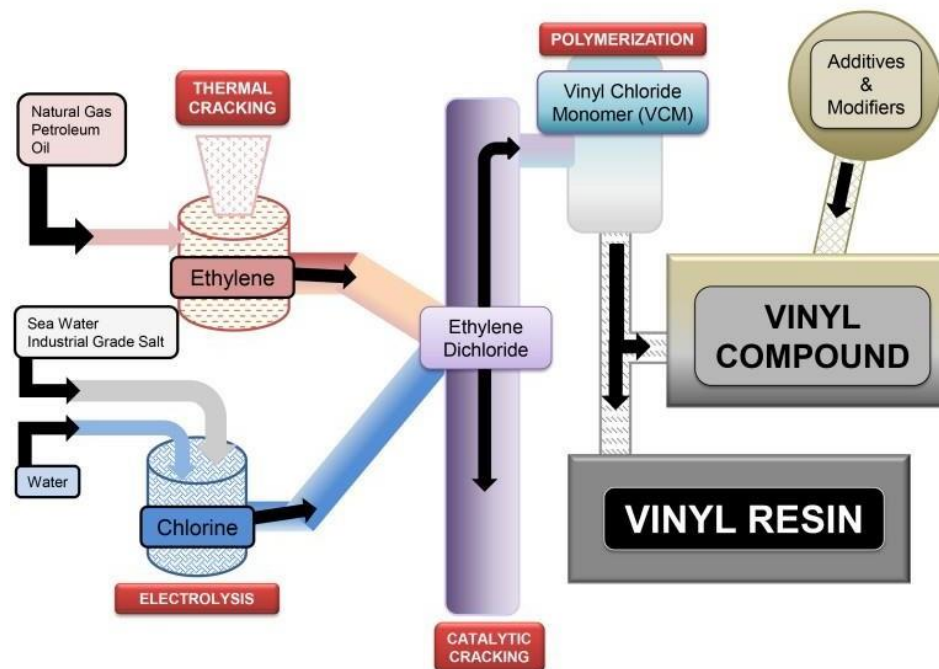 POLYMERIZATION
THERMAL
CRACKING
Additives
&
Modifiers
Natural Gas
Petroleum
Oil
Vinyl Chloride
Monomer (VCM)
Ethylene
Sea Water
Industrial Grade Salt
Ethylene
Dichloride
VINYL
COMPOUND
Water
Chlorine
VINYL RESIN
ELECTROLYSIS
CATALYTIC
CRACKING